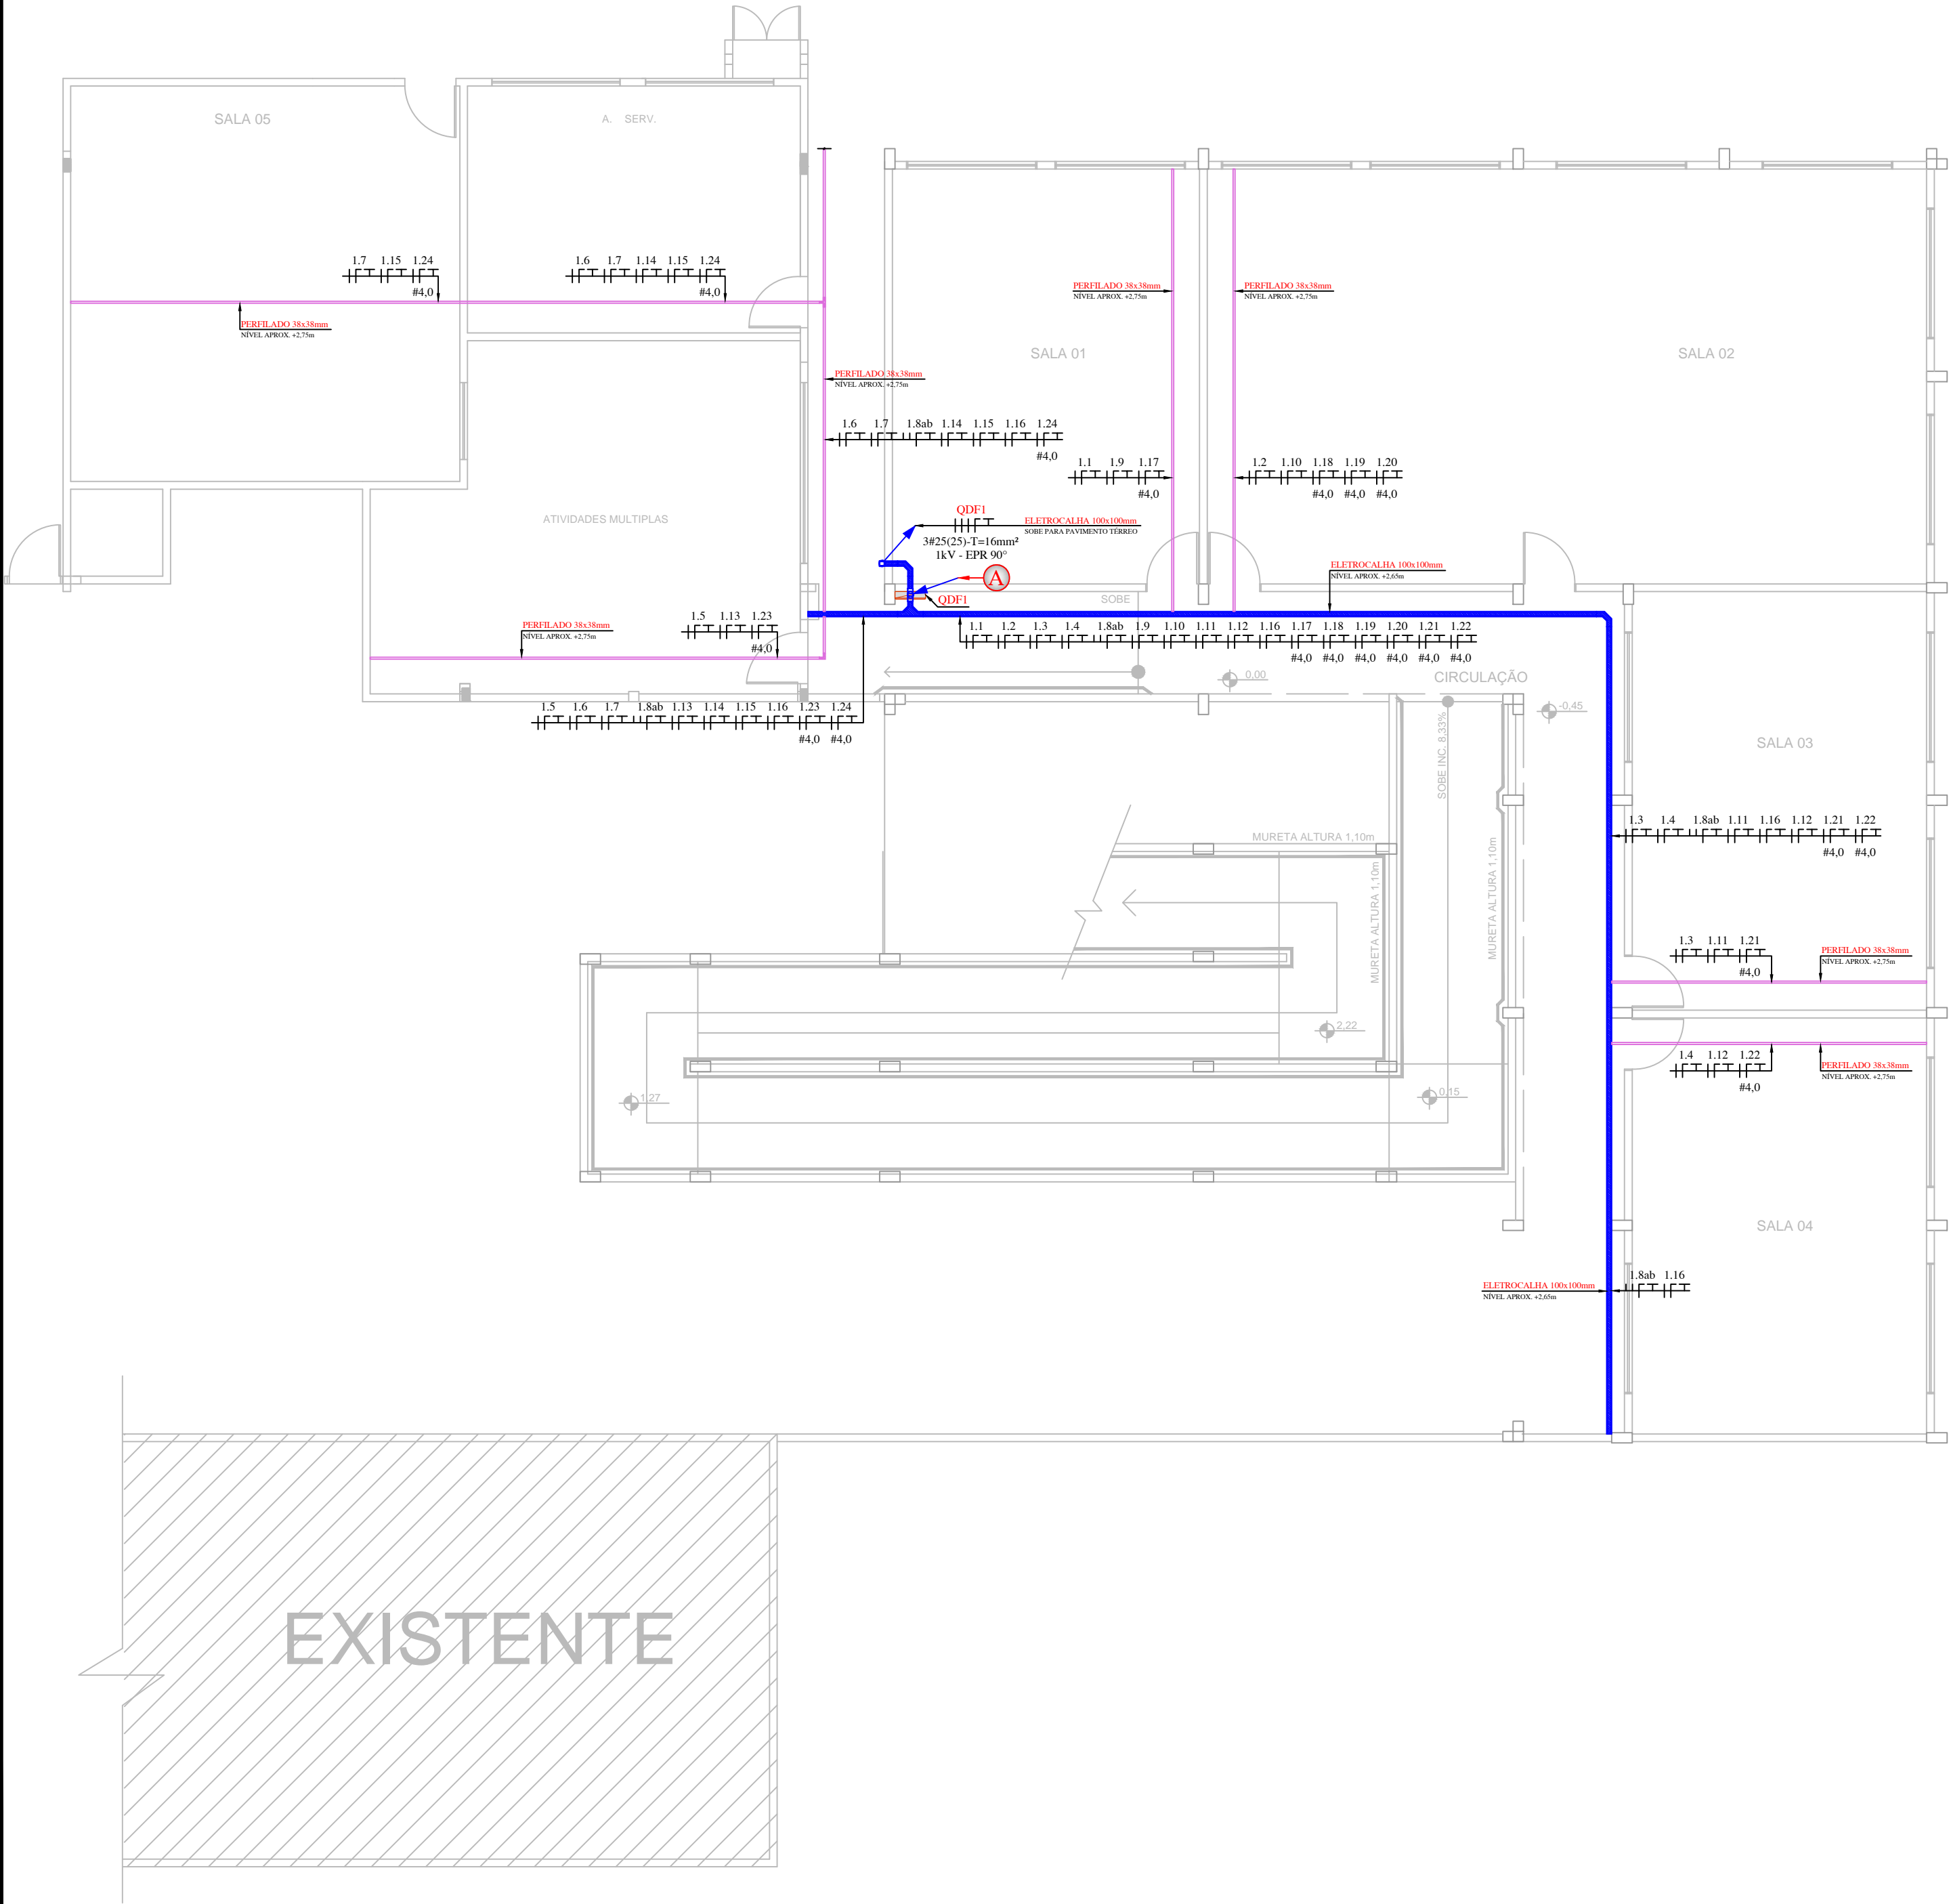 SALA 05
A. SERV.
1.7 1.15 1.24
#4,0
1.6 1.7 1.14 1.15 1.24
#4,0
PERFILADO 38x38mm
NÍVEL APROX. +2,75m
PERFILADO 38x38mm
NÍVEL APROX. +2,75m
PERFILADO 38x38mm
NÍVEL APROX. +2,75m
SALA 01
SALA 02
PERFILADO 38x38mm
NÍVEL APROX. +2,75m
1.6 1.7 1.8ab 1.14 1.15 1.16 1.24
#4,0
1.1 1.9 1.17
#4,0
1.2 1.10 1.18 1.19 1.20
#4,0 #4,0 #4,0
ATIVIDADES MULTIPLAS
QDF1
3#25(25)-T=16mm²
1kV - EPR 90°
ELETROCALHA 100x100mm
SOBE PARA PAVIMENTO TÉRREO
A
QDF1
SOBE
ELETROCALHA 100x100mm
NÍVEL APROX. +2,65m
PERFILADO 38x38mm
NÍVEL APROX. +2,75m
1.5 1.13 1.23
#4,0
1.1 1.2 1.3 1.4 1.8ab 1.9 1.10 1.11 1.12 1.16 1.17 1.18 1.19 1.20 1.21 1.22
#4,0 #4,0 #4,0 #4,0 #4,0 #4,0
0,00
CIRCULAÇÃO
-0,45
1.5 1.6 1.7 1.8ab 1.13 1.14 1.15 1.16 1.23 1.24
#4,0 #4,0
SOBE INC. 8.33%
SALA 03
MURETA ALTURA 1,10m
MURETA ALTURA 1,10m
MURETA ALTURA 1,10m
1.3 1.4 1.8ab 1.11 1.16 1.12 1.21 1.22
#4,0 #4,0
1.3 1.11 1.21
#4,0
PERFILADO 38x38mm
NÍVEL APROX. +2,75m
2,22
1.4 1.12 1.22
#4,0
PERFILADO 38x38mm
NÍVEL APROX. +2,75m
1,27
0,15
SALA 04
ELETROCALHA 100x100mm
NÍVEL APROX. +2,65m
1.8ab 1.16
EXISTENTE